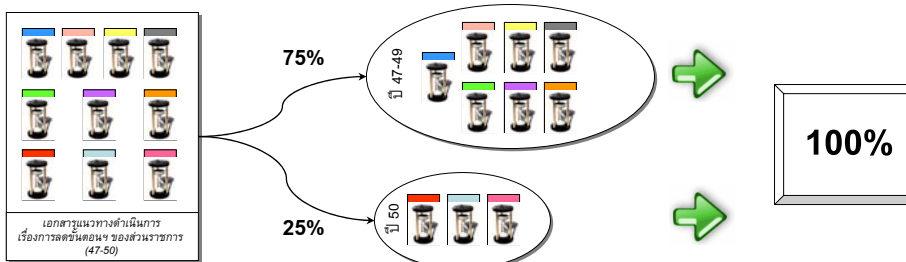 75%
ปี 47-49
100%
25%
ปี 50
เอกสารแนวทางดำเนินการ
เรื่องการลดขั้นตอนฯ ของส่วนราชการ
(47-50)